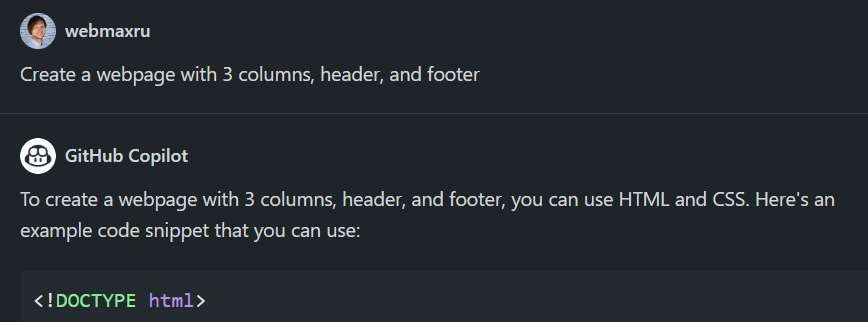 webmaxru
Create a webpage with 3 columns, header, and footer
GitHub Copilot
To create a webpage with 3 columns, header, and footer, you can use HTML and CSS. Here's an
example code snippet that you can use:
<!DOCTYPE html>